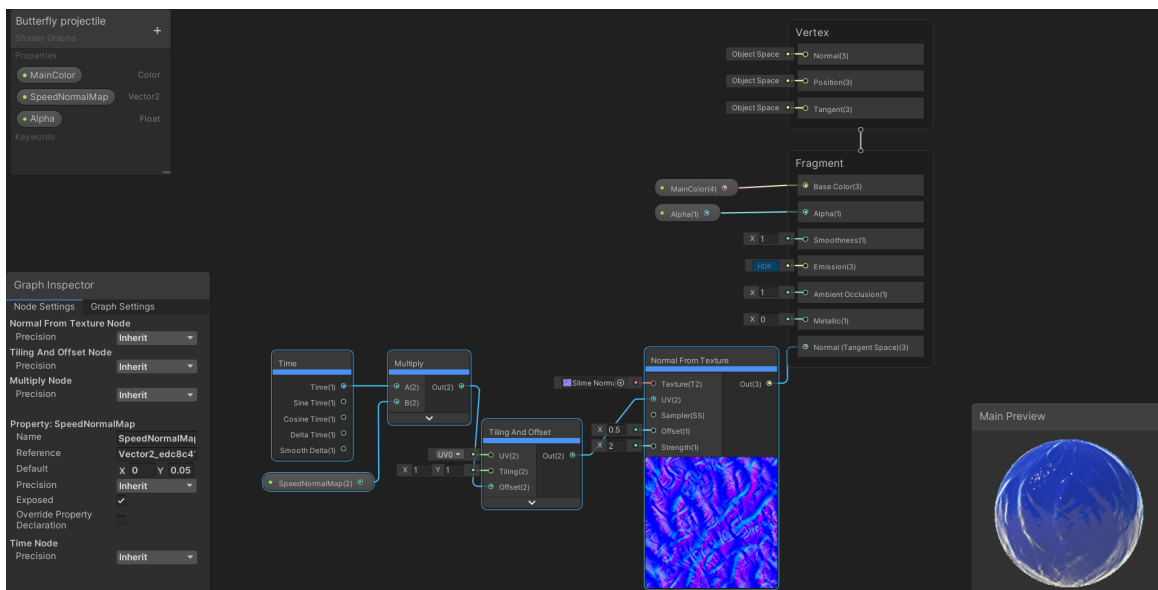 Butterfly projectile
+
Shader Graphs
Properties
MainColor Color
SpeedNormalMap Vector2
Alpha Float
Keywords
Vertex
Object Space Normal(3)
Object Space Position(3)
Object Space Tangent(3)
Fragment
MainColor(4) Base Color(3)
Alpha(1) Alpha(1)
X 1 Smoothness(1)
HDR Emission(3)
X 1 Ambient Occlusion(1)
X 0 Metallic(1)
Normal (Tangent Space)(3)
Graph Inspector
Node Settings Graph Settings
Normal From Texture Node
Precision Inherit
Tiling And Offset Node
Precision Inherit
Multiply Node
Precision Inherit
Property: SpeedNormalMap
Name SpeedNormalMap
Reference Vector2_edc8c4
Default X 0 Y 0.05
Precision Inherit
Exposed
Override Property
Declaration
Time Node
Precision Inherit
Time
Time(1)
Sine Time(1)
Cosine Time(1)
Delta Time(1)
Smooth Delta(1)
SpeedNormalMap(2)
Multiply
A(2) Out(2)
B(2)
Tiling And Offset
UV0 UV(2) Out(2)
X 1 Y 1 Tiling(2)
Offset(2)
Normal From Texture
Slime Norma Texture(T2) Out(3)
UV(2)
Sampler(SS)
X 0.5 Offset(1)
X 2 Strength(1)
Main Preview